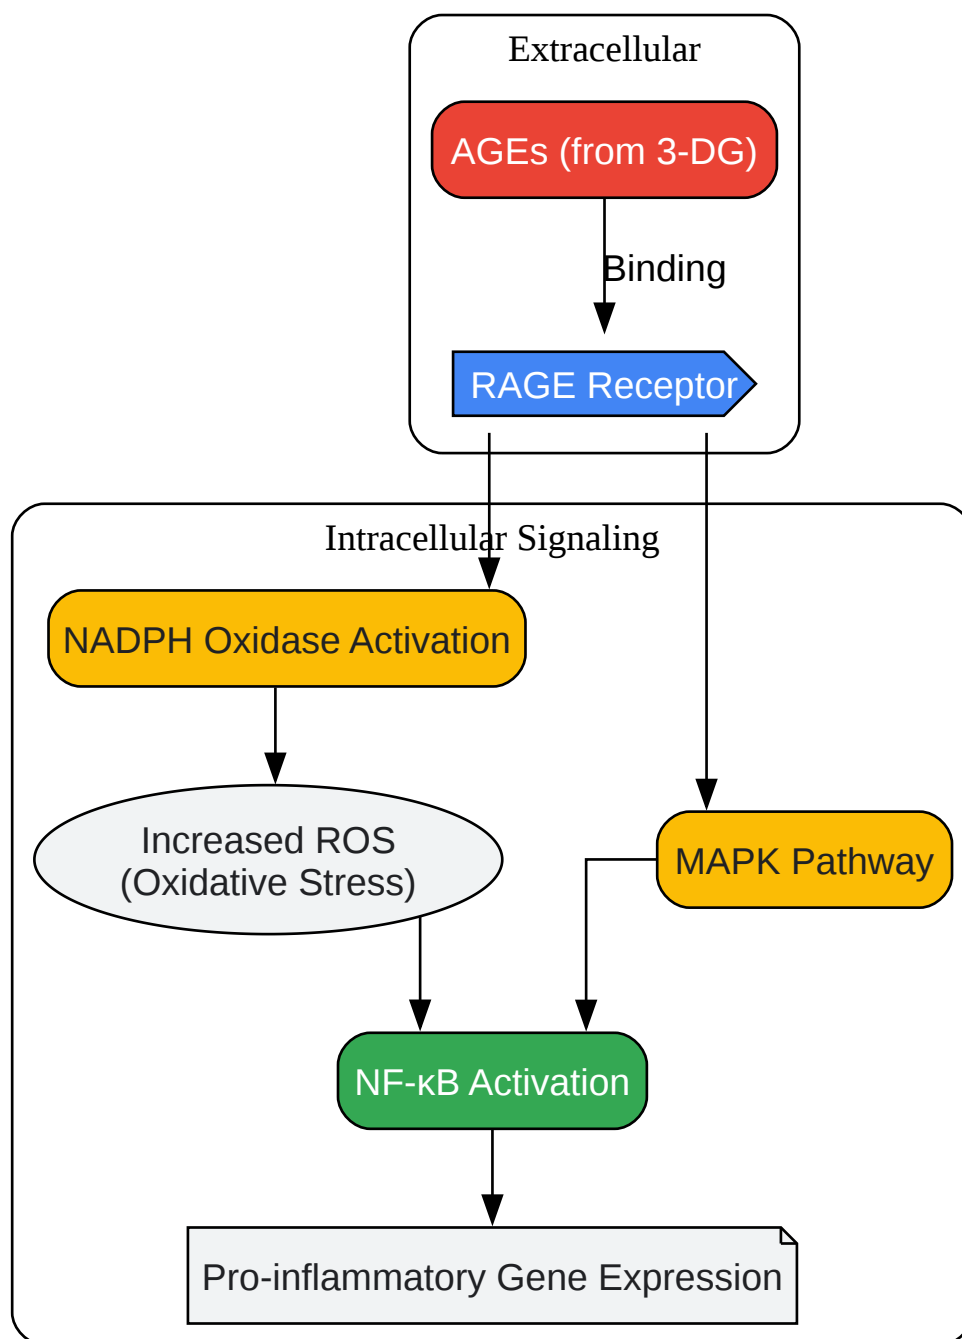 Extracellular
AGEs (from 3-DG)
Binding
RAGE Receptor
Intracellular Signaling
NADPH Oxidase Activation
Increased ROS
(Oxidative Stress)
MAPK Pathway
NF-κB Activation
Pro-inflammatory Gene Expression